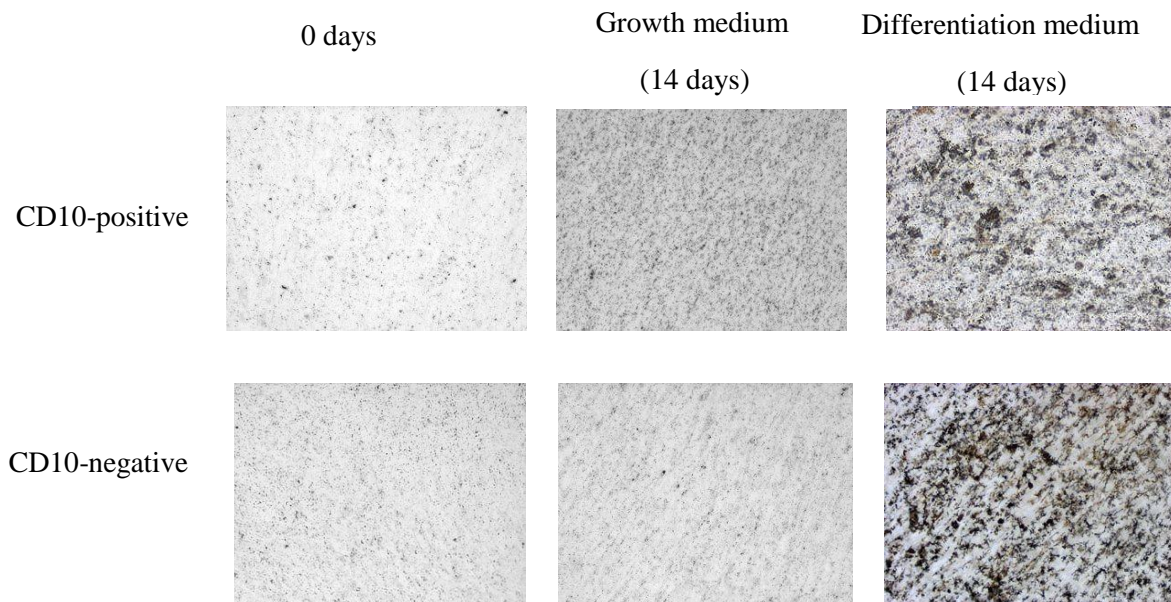 0 days
Growth medium
(14 days)
Differentiation medium
(14 days)
CD10-positive
CD10-negative